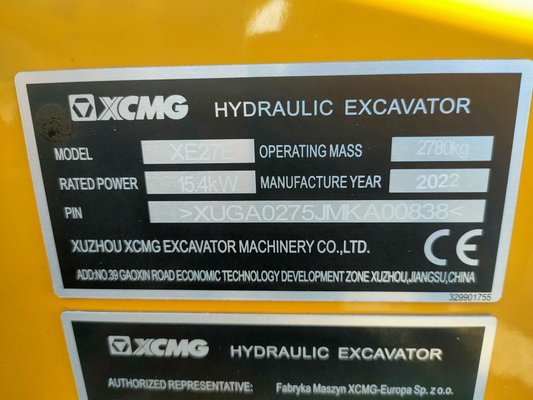 XCMG HYDRAULIC EXCAVATOR
MODEL XE27E OPERATING MASS 2780kg
RATED POWER 15.4kW MANUFACTURE YEAR 2022
PIN >XUGA0275JMKA00838<
XUZHOU XCMG EXCAVATOR MACHINERY CO.,LTD. CE
ADD:NO.39 GAOXIN ROAD ECONOMIC TECHNOLOGY DEVELOPMENT ZONE XUZHOU,JIANGSU,CHINA
329901755
XCMG HYDRAULIC EXCAVATOR
AUTHORIZED REPRESENTATIVE: Fabryka Maszyn XCMG-Europa Sp. z o.o.